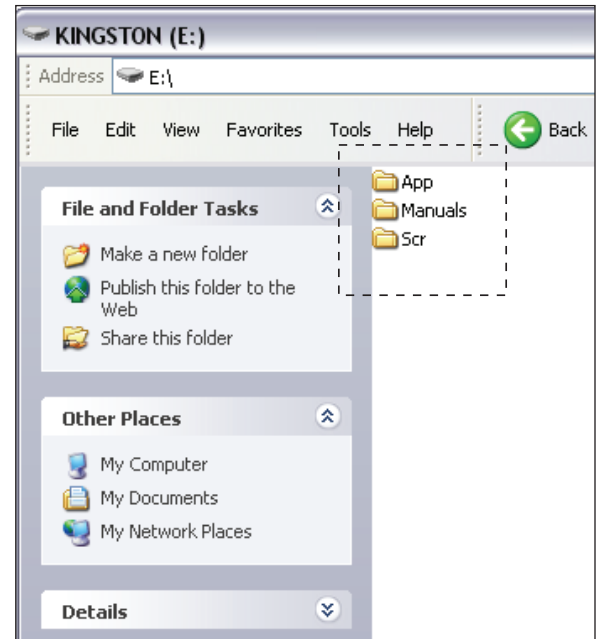 KINGSTON (E:)
Address E:\
File Edit View Favorites Tools Help Back
App
Manuals
Scr
File and Folder Tasks
Make a new folder
Publish this folder to the
Web
Share this folder
Other Places
My Computer
My Documents
My Network Places
Details